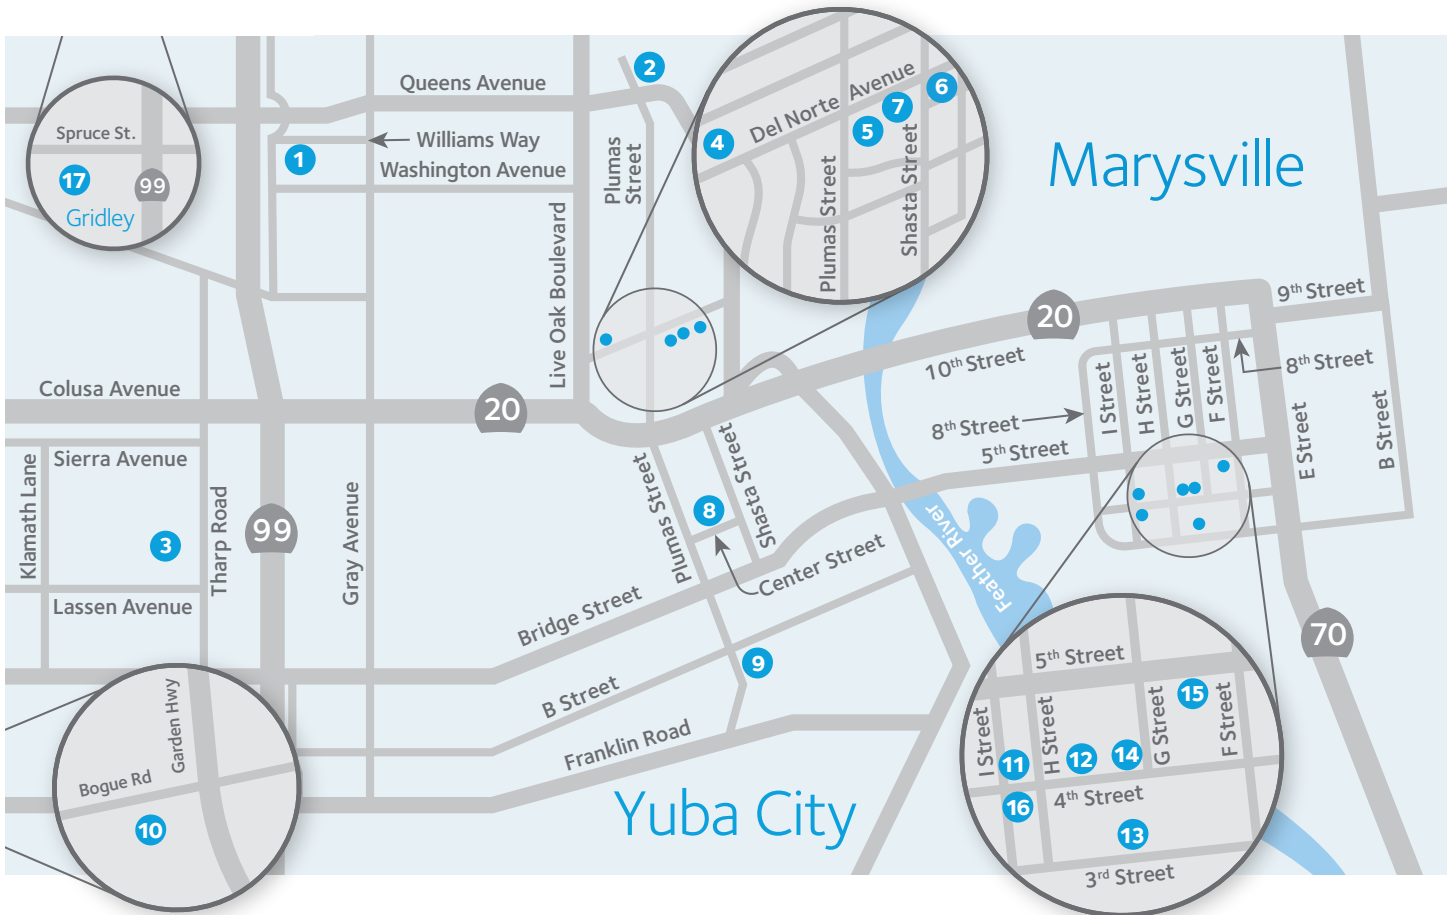 Queens Avenue
2
Williams Way
1
Washington Avenue
Plumas
Street
Spruce St.
17
99
Gridley
Del Norte Avenue
4
5
7
6
Plumas Street
Shasta Street
Marysville
Live Oak Boulevard
Colusa Avenue
20
20
10th Street
9th Street
8th Street
8th Street
5th Street
I Street
H Street
G Street
F Street
E Street
B Street
Sierra Avenue
Klamath Lane
3
Tharp Road
99
Gray Avenue
Lassen Avenue
Plumas Street
8
Shasta Street
Center Street
Bridge Street
Feather River
9
B Street
Franklin Road
Yuba City
70
Garden Hwy
Bogue Rd
10
5th Street
I Street
H Street
G Street
F Street
15
11
12
14
16
4th Street
13
3rd Street